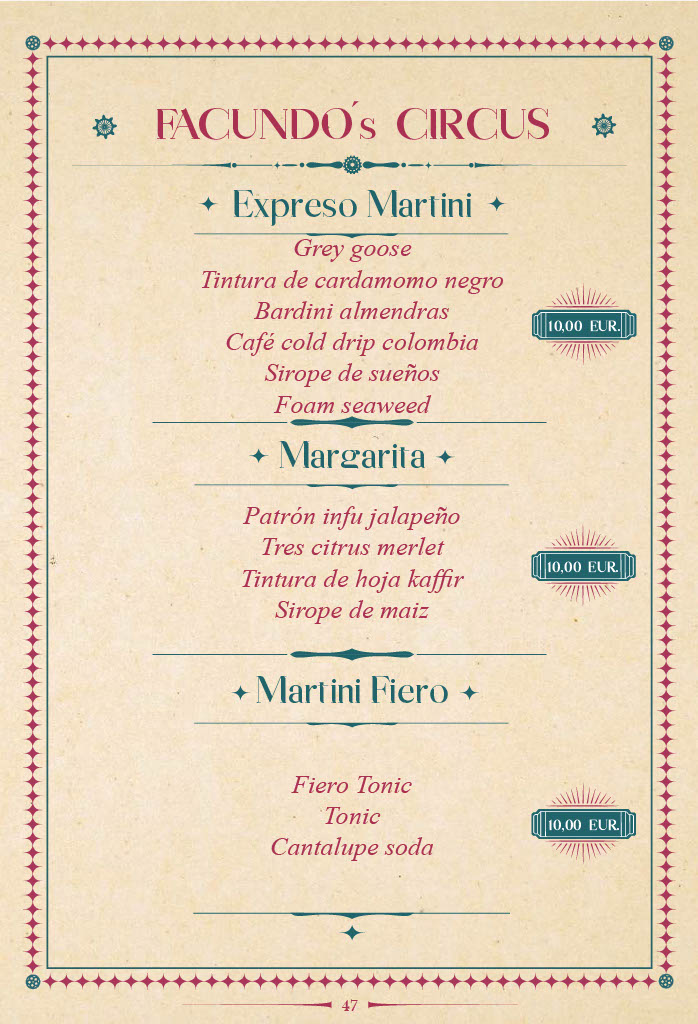 FACUNDO´s CIRCUS
Expreso Martini
Grey goose
Tintura de cardamomo negro
Bardini almendras
Café cold drip colombia
Sirope de sueños
Foam seaweed
10,00 EUR.
Margarita
Patrón infu jalapeño
Tres citrus merlet
Tintura de hoja kaffir
Sirope de maiz
10,00 EUR.
Martini Fiero
Fiero Tonic
Tonic
Cantalupe soda
10,00 EUR.
47